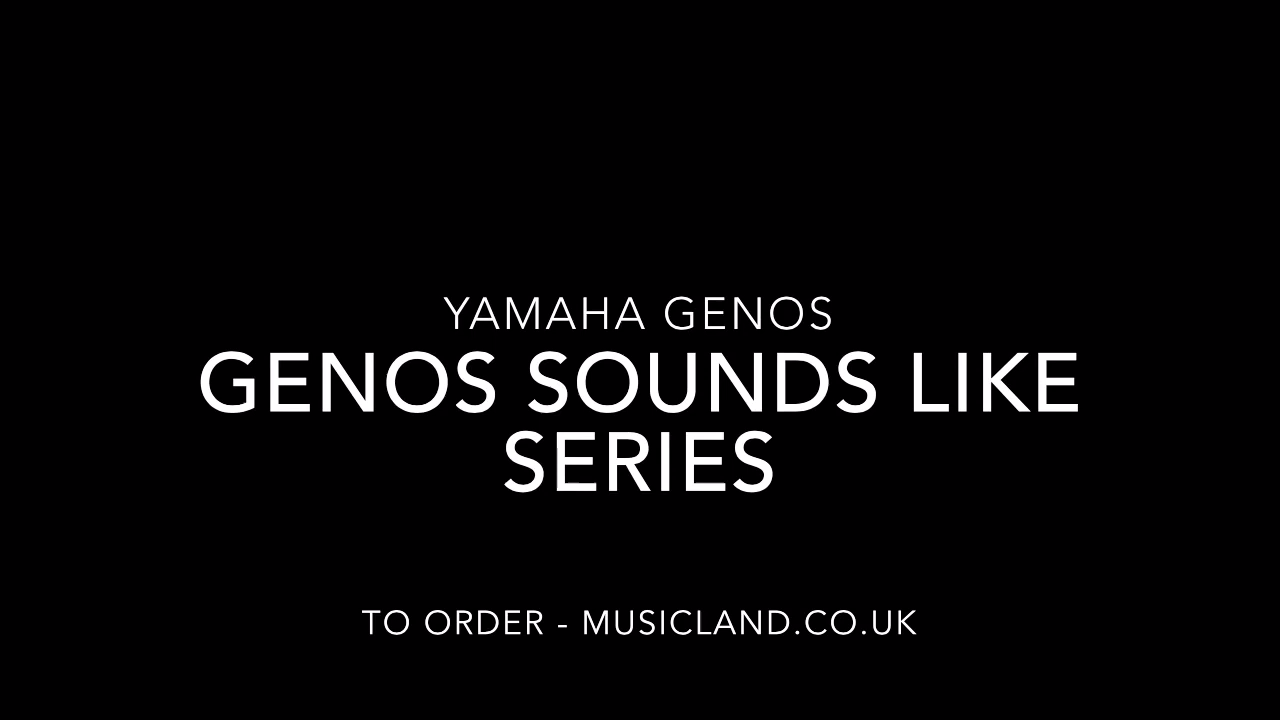 YAMAHA GENOS
GENOS SOUNDS LIKE
SERIES
TO ORDER - MUSICLAND.CO.UK